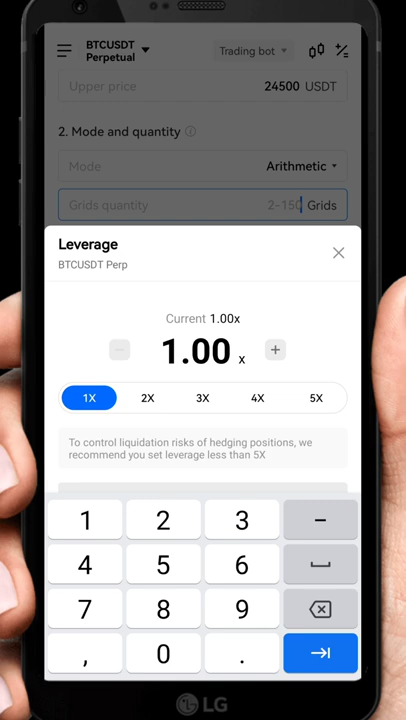 BTCUSDT
Perpetual
Trading bot
Upper price 24500 USDT
2. Mode and quantity
Mode Arithmetic
Grids quantity 2-150 Grids
Leverage
BTCUSDT Perp
Current 1.00x
1.00 x
1X 2X 3X 4X 5X
To control liquidation risks of hedging positions, we
recommend you set leverage less than 5X
1 2 3 -
4 5 6
7 8 9
, 0 .
LG